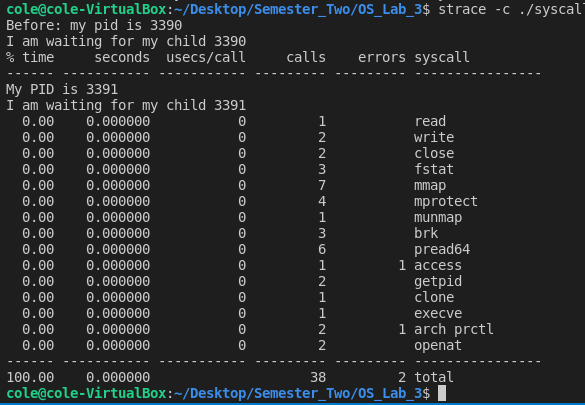 cole@cole-VirtualBox:~/Desktop/Semester_Two/OS_Lab_3$ strace -c ./syscall
Before: my pid is 3390
I am waiting for my child 3390
% time     seconds  usecs/call     calls    errors syscall
------ ----------- ----------- --------- --------- ----------------
My PID is 3391
I am waiting for my child 3391
  0.00    0.000000           0         1           read
  0.00    0.000000           0         2           write
  0.00    0.000000           0         2           close
  0.00    0.000000           0         3           fstat
  0.00    0.000000           0         7           mmap
  0.00    0.000000           0         4           mprotect
  0.00    0.000000           0         1           munmap
  0.00    0.000000           0         3           brk
  0.00    0.000000           0         6           pread64
  0.00    0.000000           0         1         1 access
  0.00    0.000000           0         2           getpid
  0.00    0.000000           0         1           clone
  0.00    0.000000           0         1           execve
  0.00    0.000000           0         2         1 arch prctl
  0.00    0.000000           0         2           openat
------ ----------- ----------- --------- --------- ----------------
100.00    0.000000                    38         2 total
cole@cole-VirtualBox:~/Desktop/Semester_Two/OS_Lab_3$